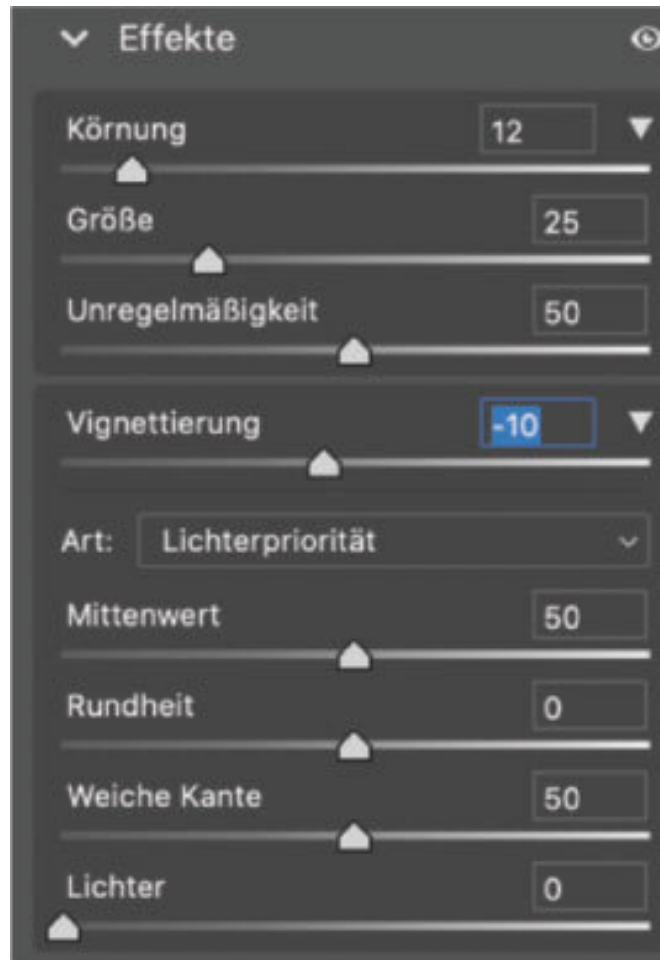 Effekte
Körnung 12
Größe 25
Unregelmäßigkeit 50
Vignettierung -10
Art: Lichterpriorität
Mittenwert 50
Rundheit 0
Weiche Kante 50
Lichter 0